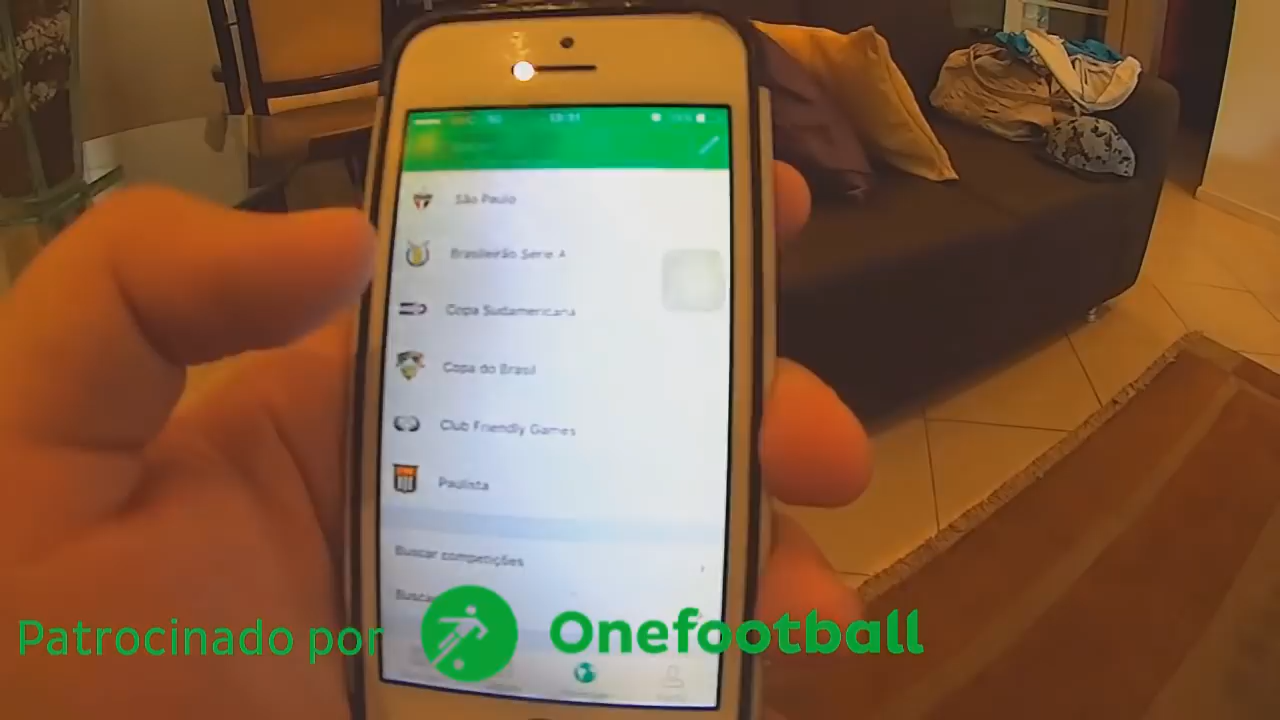 São Paulo
Brasileirão Série A
Copa Sudamericana
Copa do Brasil
Club Friendly Games
Paulista
Buscar competições
Patrocinado por Onefootball